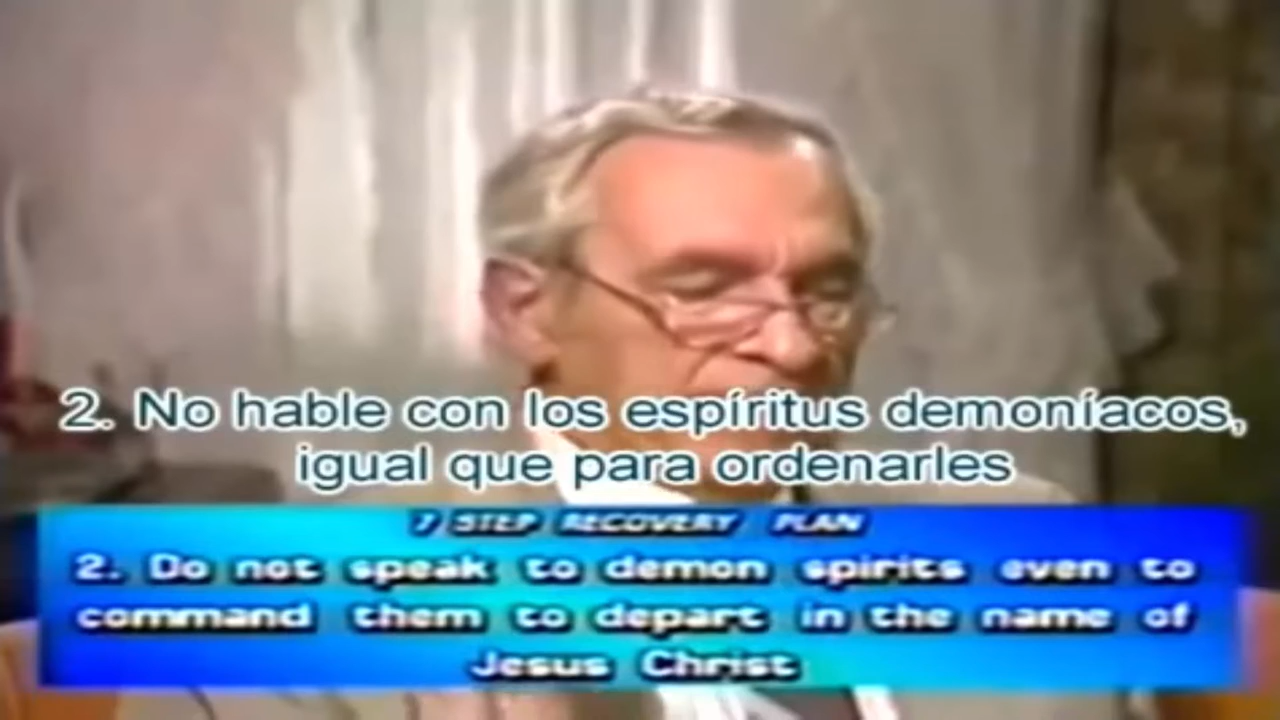 2. No hable con los espíritus demoníacos,
igual que para ordenarles
7 STEP RECOVERY PLAN
2. Do not speak to demon spirits even to
command them to depart in the name of
Jesus Christ